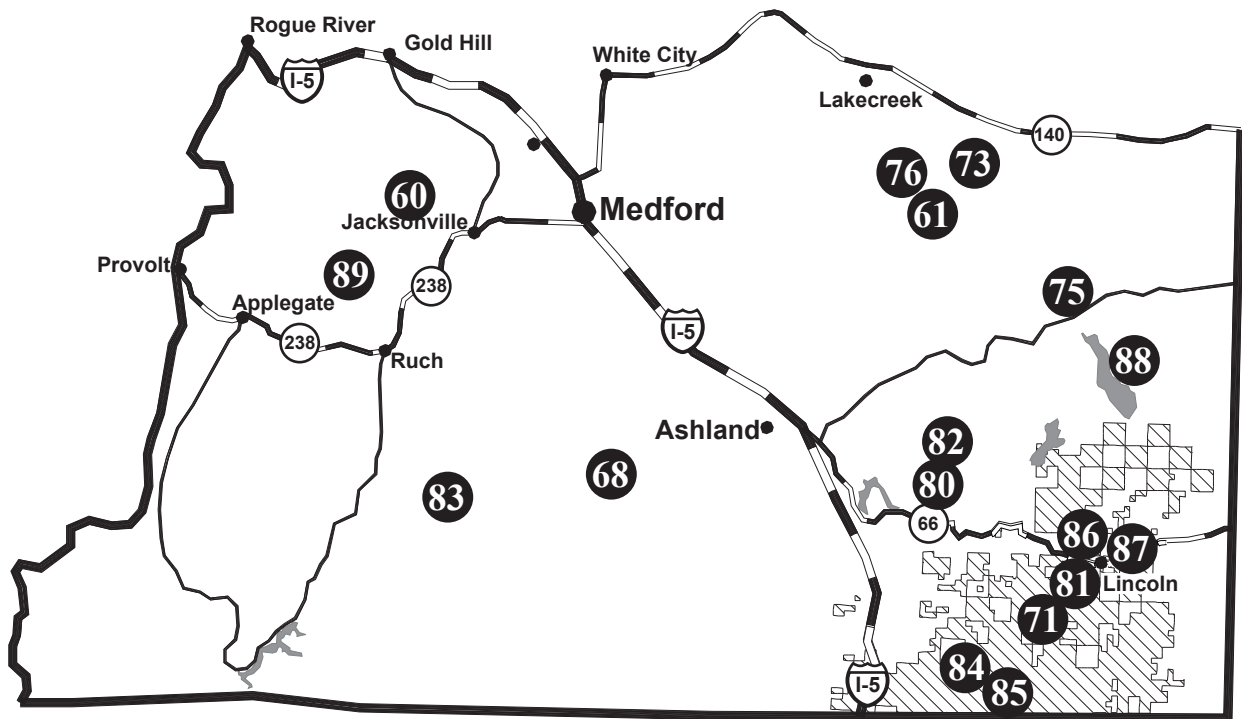 Rogue River
Gold Hill
White City
I-5
Lakecreek
140
76
73
60
61
Jacksonville
Medford
Provolt
89
238
75
Applegate
238
I-5
Ruch
88
Ashland
82
68
80
83
66
86
87
81
Lincoln
71
84
I-5
85